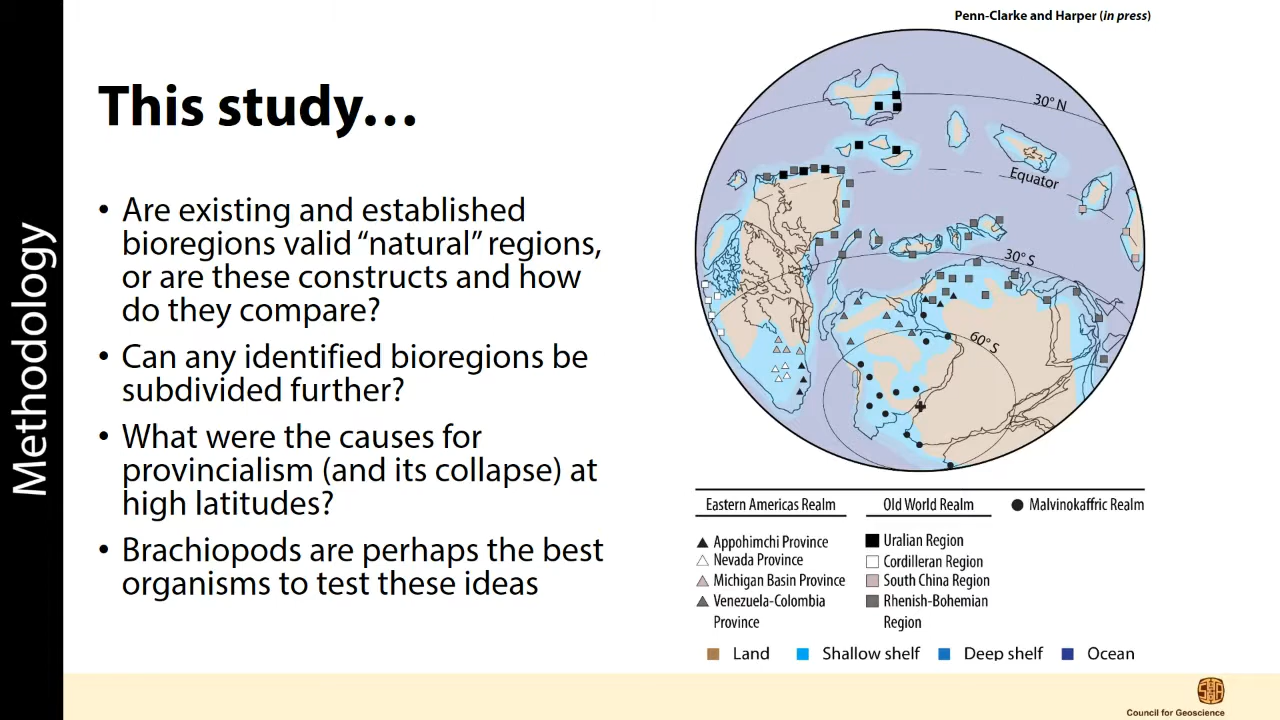 Methodology
This study…
• Are existing and established
bioregions valid “natural” regions,
or are these constructs and how
do they compare?
• Can any identified bioregions be
subdivided further?
• What were the causes for
provincialism (and its collapse) at
high latitudes?
• Brachiopods are perhaps the best
organisms to test these ideas
Penn-Clarke and Harper (in press)
30° N
Equator
30° S
60° S
Eastern Americas Realm
Appohimchi Province
Nevada Province
Michigan Basin Province
Venezuela-Colombia
Province
Old World Realm
Uralian Region
Cordilleran Region
South China Region
Rhenish-Bohemian
Region
Malvinokaffric Realm
Land
Shallow shelf
Deep shelf
Ocean
Council for Geoscience